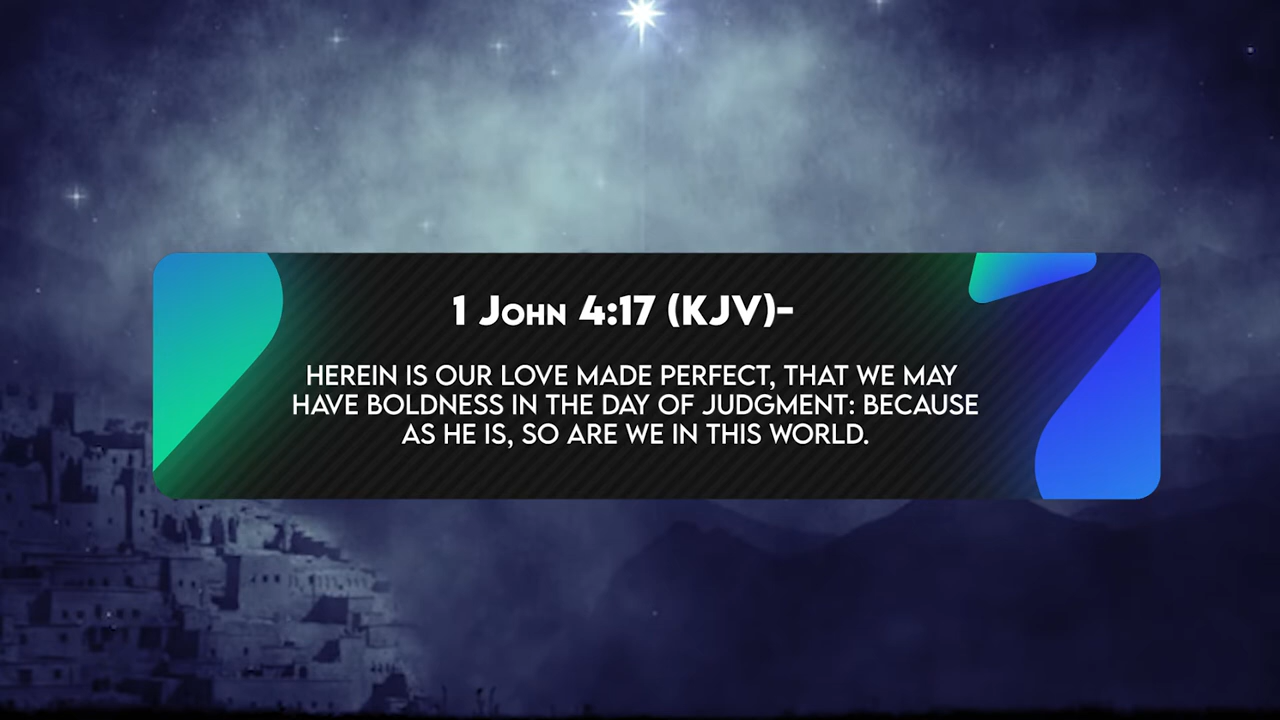 1 John 4:17 (KJV)-
HEREIN IS OUR LOVE MADE PERFECT, THAT WE MAY
HAVE BOLDNESS IN THE DAY OF JUDGMENT: BECAUSE
AS HE IS, SO ARE WE IN THIS WORLD.